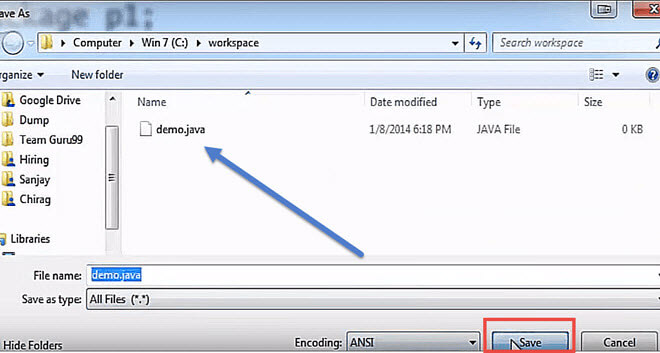 ave As
ckage p1;
Computer Win 7 (C:) workspace
Search workspace
rganize New folder
Name Date modified Type Size
demo.java 1/8/2014 6:18 PM JAVA File 0 KB
Google Drive
Dump
Team Guru99
Hiring
Sanjay
Chirag
Libraries
File name: demo.java
Save as type: All Files (*.*)
Hide Folders Encoding: ANSI Save Cancel